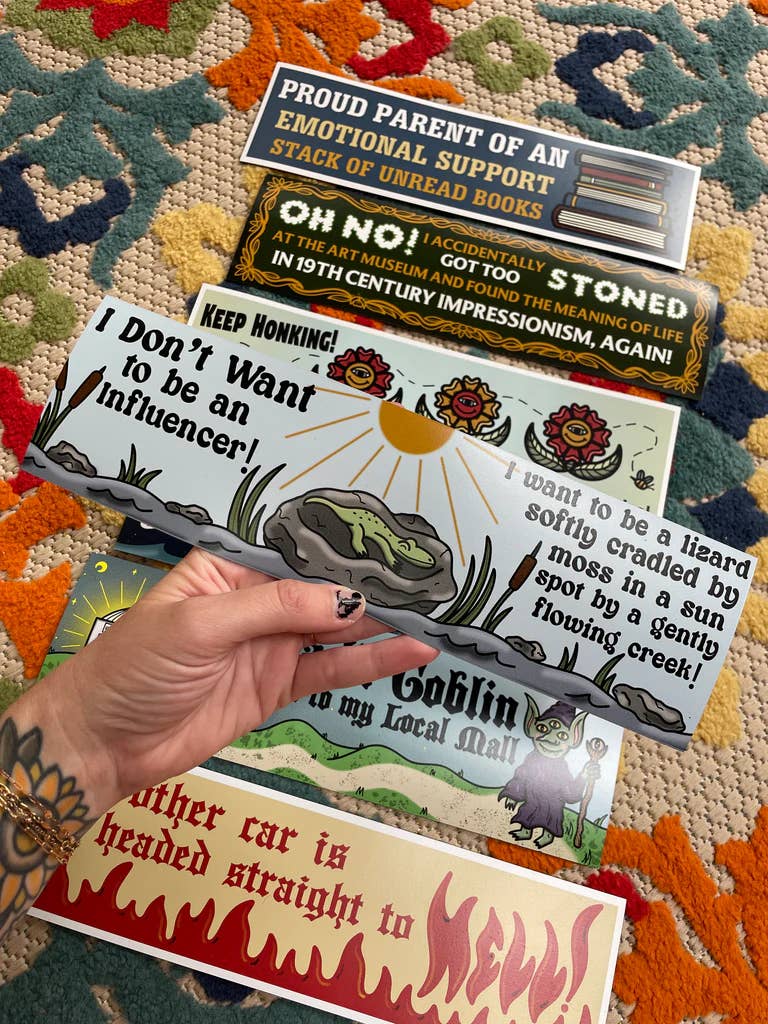 PROUD PARENT OF AN
EMOTIONAL SUPPORT
STACK OF UNREAD BOOKS
OH NO! I ACCIDENTALLY GOT TOO STONED
AT THE ART MUSEUM AND FOUND THE MEANING OF LIFE
IN 19TH CENTURY IMPRESSIONISM, AGAIN!
KEEP HONKING!
I Don't Want
to be an
Influencer!
I want to be a lizard
softly cradled by
moss in a sun
spot by a gently
flowing creek!
Goblin
to my Local Mall
other car is
headed straight to
HELL!